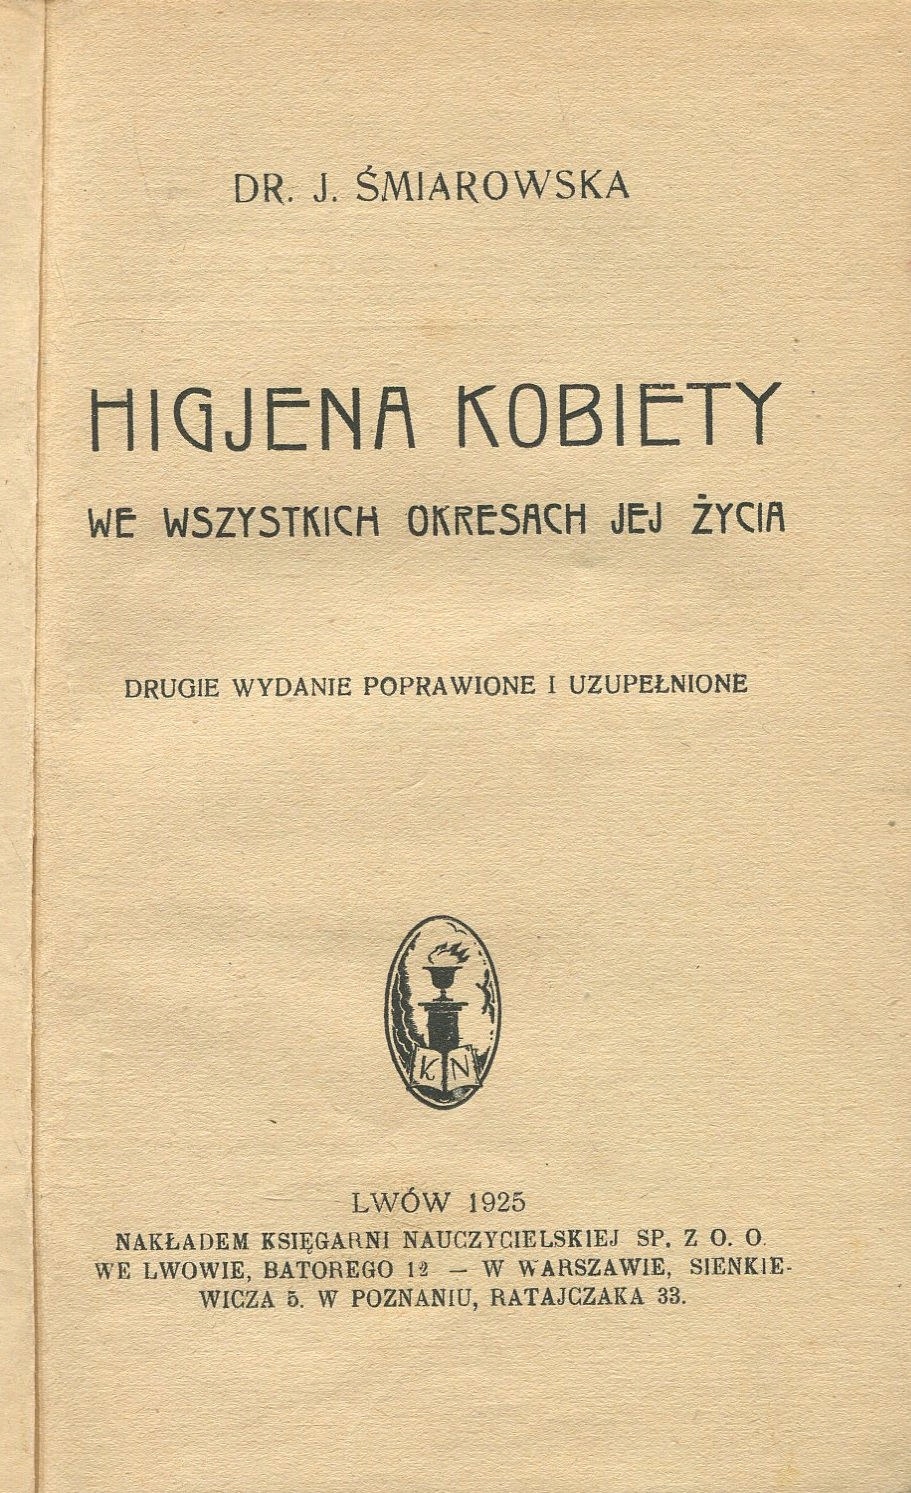 DR. J. ŚMIAROWSKA
HIGJENA KOBIETY
WE WSZYSTKICH OKRESACH JEJ ŻYCIA
DRUGIE WYDANIE POPRAWIONE I UZUPEŁNIONE
K N
LWÓW 1925
NAKŁADEM KSIĘGARNI NAUCZYCIELSKIEJ SP. Z O. O.
WE LWOWIE, BATOREGO 12 — W WARSZAWIE, SIENKIE-
WICZA 5. W POZNANIU, RATAJCZAKA 33.